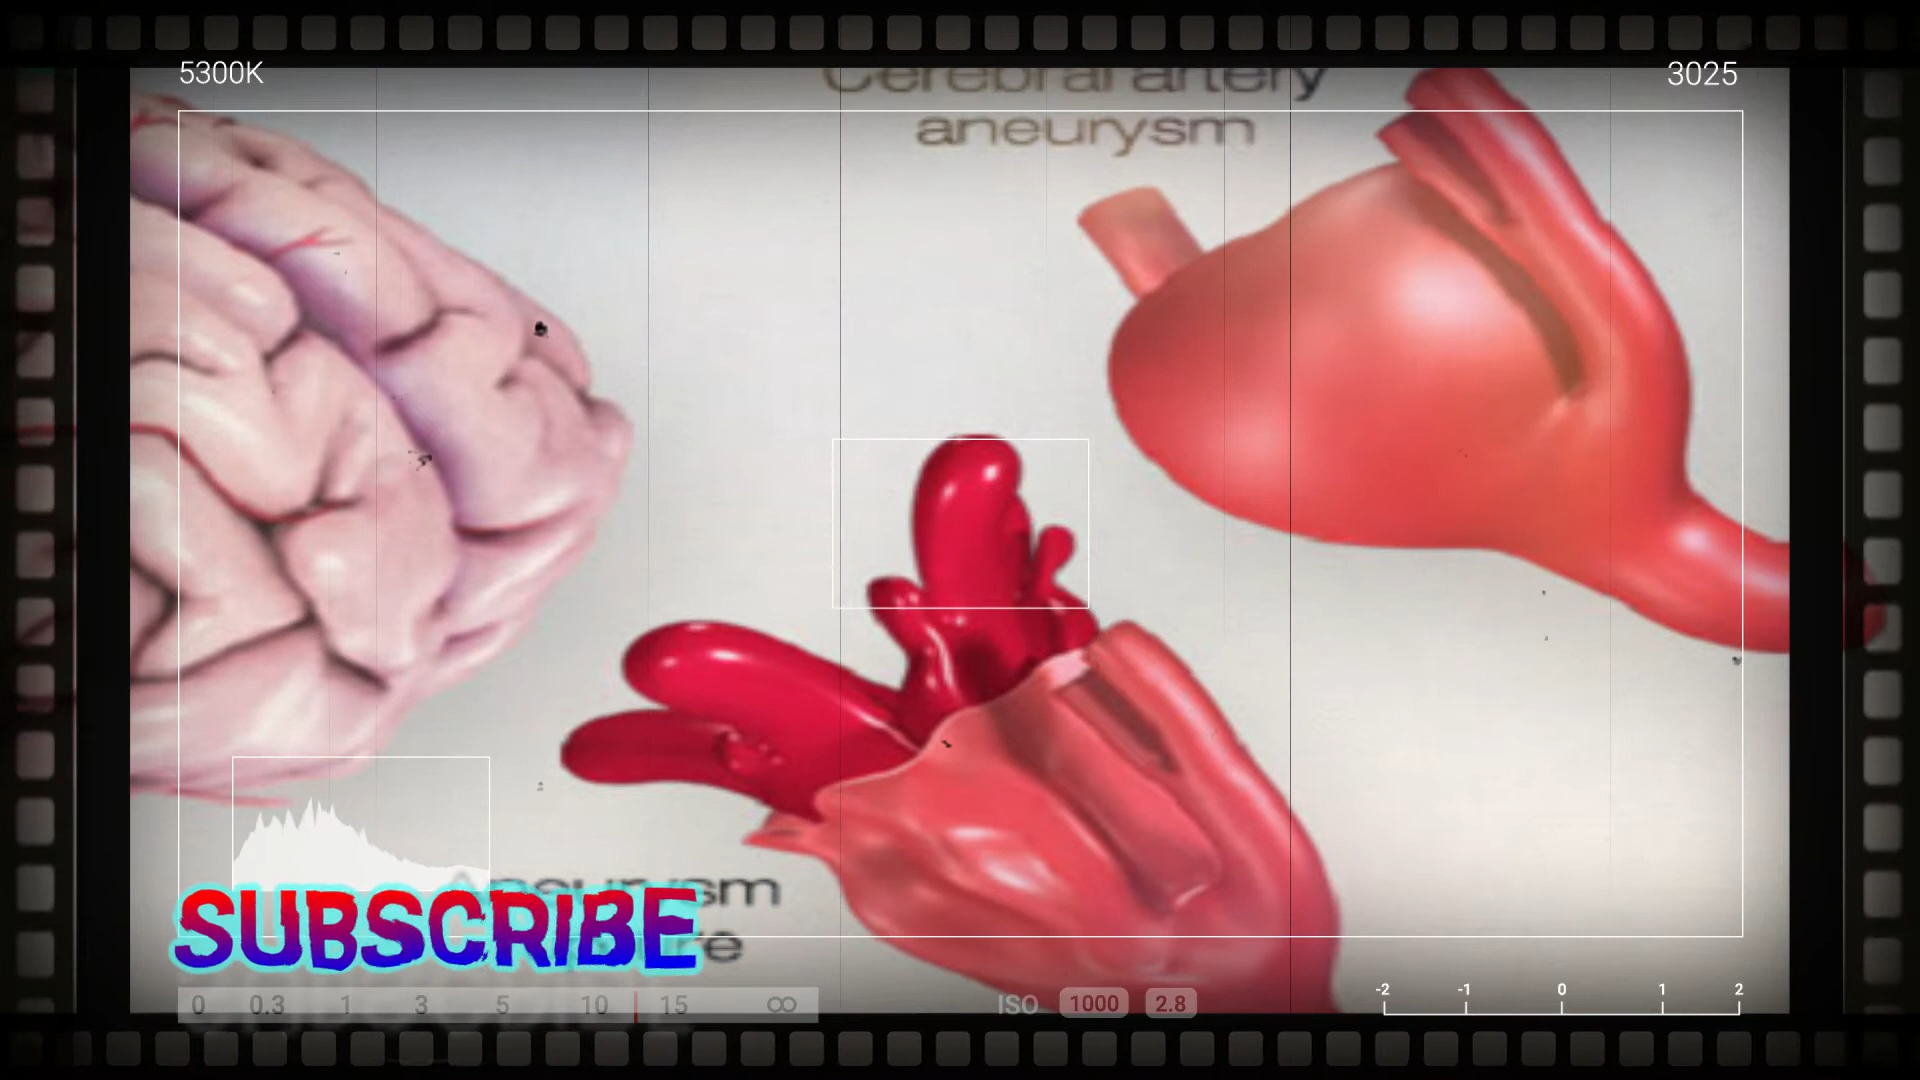 5300K
3025
Cerebral artery
aneurysm
SUBSCRIBE
0 0.3 1 3 5 10 15 ∞
ISO 1000 2.8
-2 -1 0 1 2